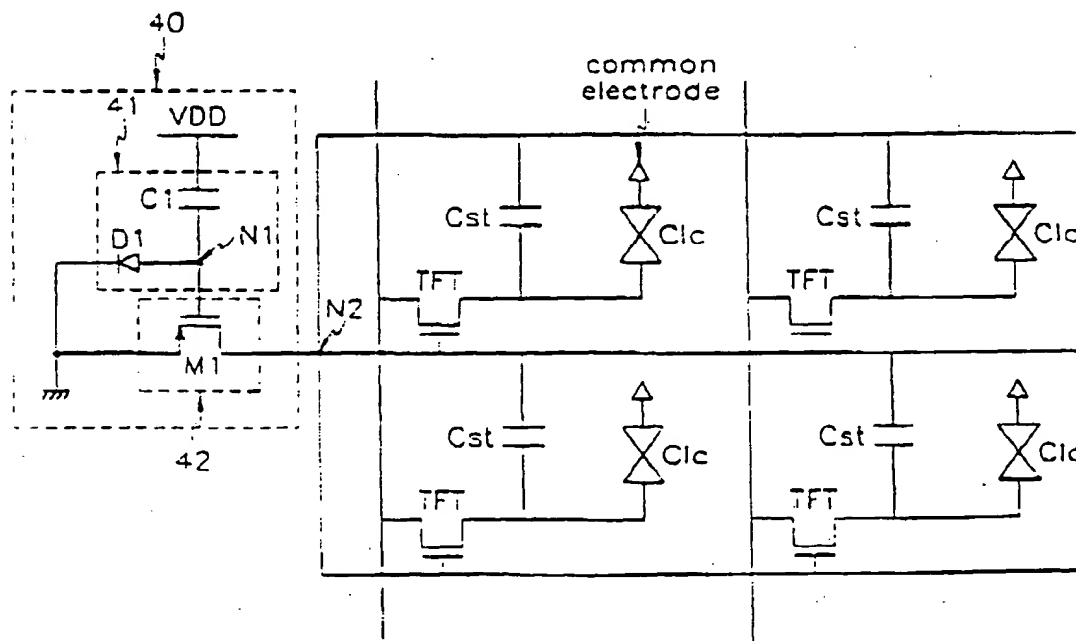 40
common
electrode
41
VDD
C1
Cst
Clc
Cst
Clc
D1
N1
TFT
TFT
N2
M1
Cst
Clc
Cst
Clc
42
TFT
TFT